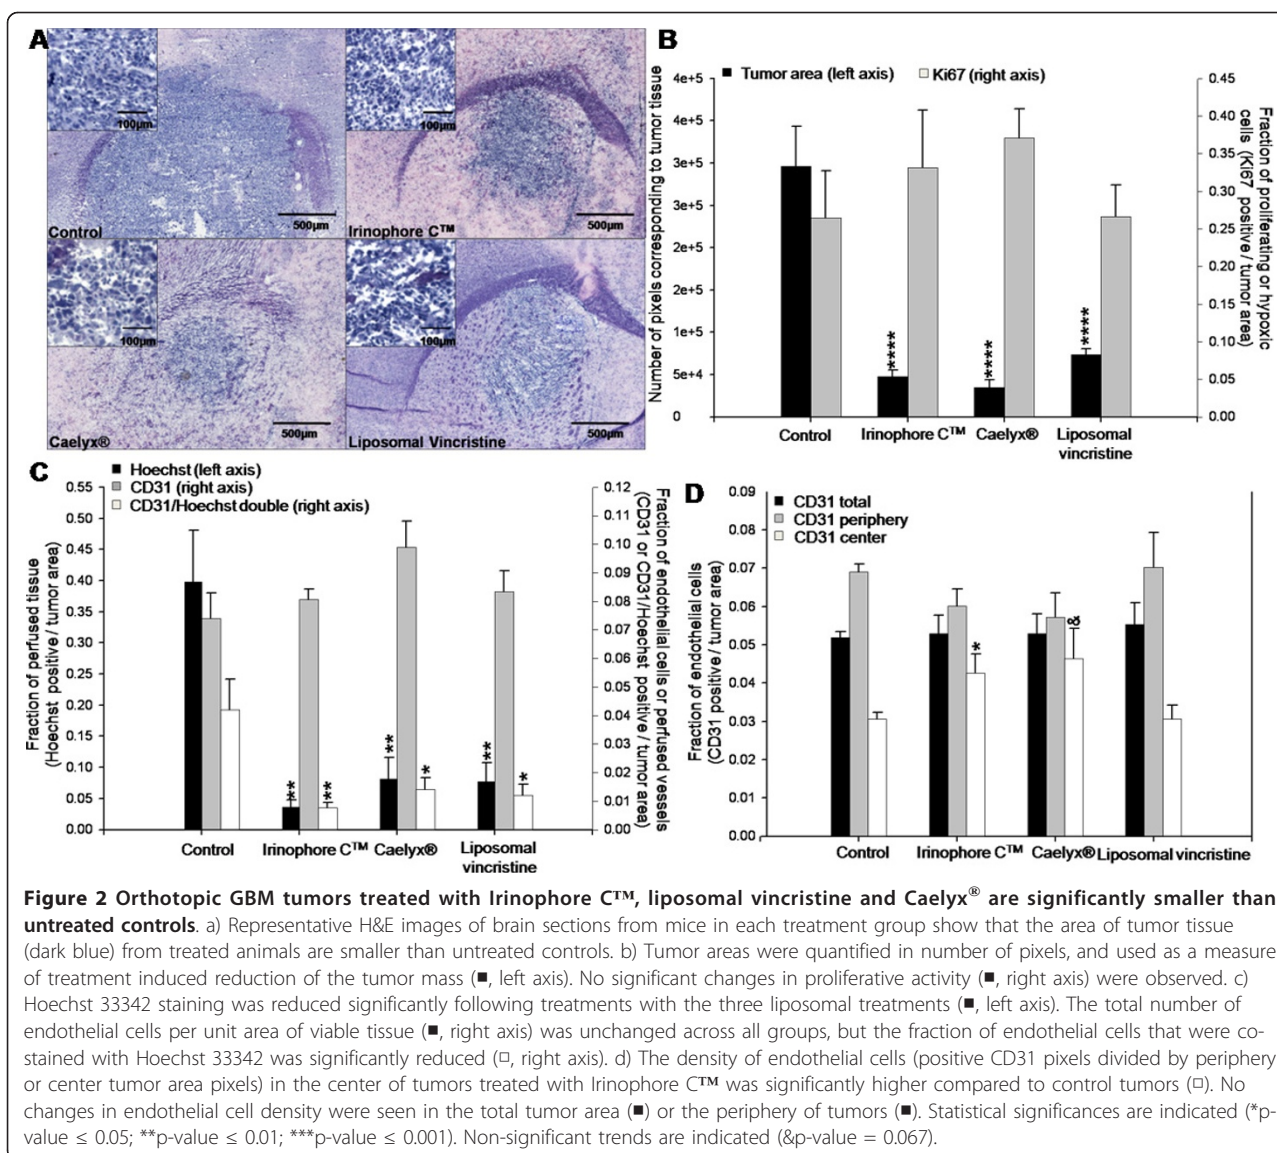 A
100µm
500µm
Control
100µm
500µm
Irinophore C™
100µm
500µm
Caelyx®
100µm
500µm
Liposomal Vincristine
B
Tumor area (left axis)
Ki67 (right axis)
Number of pixels corresponding to tumor tissue
4e+5
4e+5
3e+5
3e+5
2e+5
2e+5
1e+5
5e+4
0
Fraction of proliferating or hypoxic
cells (Ki67 positive / tumor area)
0.45
0.40
0.35
0.30
0.25
0.20
0.15
0.10
0.05
0.00
****
****
****
Control
Irinophore C™
Caelyx®
Liposomal
vincristine
C
Hoechst (left axis)
CD31 (right axis)
CD31/Hoechst double (right axis)
Fraction of perfused tissue
(Hoechst positive / tumor area)
0.55
0.50
0.45
0.40
0.35
0.30
0.25
0.20
0.15
0.10
0.05
0.00
Fraction of endothelial cells or perfused vessels
(CD31 or CD31/Hoechst positive / tumor area)
0.12
0.11
0.10
0.09
0.08
0.07
0.06
0.05
0.04
0.03
0.02
0.01
0.00
**
**
**
*
**
*
Control
Irinophore C™
Caelyx®
Liposomal
vincristine
D
CD31 total
CD31 periphery
CD31 center
Fraction of endothelial cells
(CD31 positive / tumor area)
0.09
0.08
0.07
0.06
0.05
0.04
0.03
0.02
0.01
0.00
*
&
Control
Irinophore C™
Caelyx®
Liposomal vincristine
Figure 2 Orthotopic GBM tumors treated with Irinophore C™, liposomal vincristine and Caelyx® are significantly smaller than
untreated controls. a) Representative H&E images of brain sections from mice in each treatment group show that the area of tumor tissue
(dark blue) from treated animals are smaller than untreated controls. b) Tumor areas were quantified in number of pixels, and used as a measure
of treatment induced reduction of the tumor mass (■, left axis). No significant changes in proliferative activity (■, right axis) were observed. c)
Hoechst 33342 staining was reduced significantly following treatments with the three liposomal treatments (■, left axis). The total number of
endothelial cells per unit area of viable tissue (■, right axis) was unchanged across all groups, but the fraction of endothelial cells that were co-
stained with Hoechst 33342 was significantly reduced (□, right axis). d) The density of endothelial cells (positive CD31 pixels divided by periphery
or center tumor area pixels) in the center of tumors treated with Irinophore C™ was significantly higher compared to control tumors (□). No
changes in endothelial cell density were seen in the total tumor area (■) or the periphery of tumors (■). Statistical significances are indicated (*p-
value ≤ 0.05; **p-value ≤ 0.01; ***p-value ≤ 0.001). Non-significant trends are indicated (&p-value = 0.067).